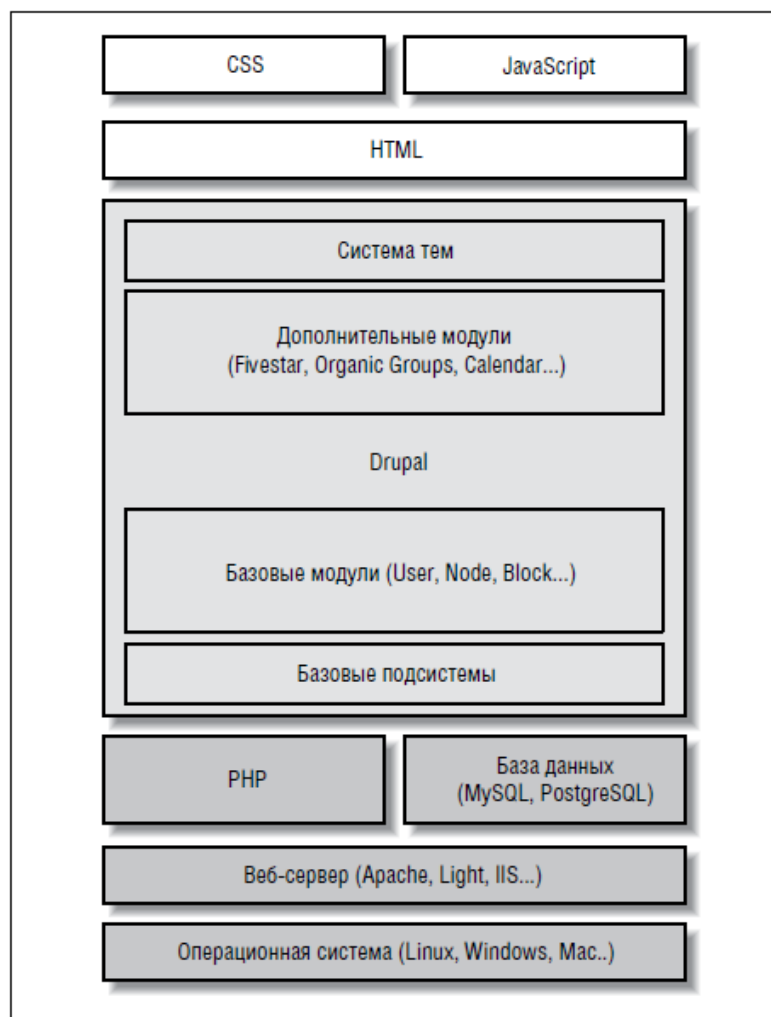 CSS
JavaScript
HTML
Система тем
Дополнительные модули
(Fivestar, Organic Groups, Calendar...)
Drupal
Базовые модули (User, Node, Block...)
Базовые подсистемы
PHP
База данных
(MySQL, PostgreSQL)
Веб-сервер (Apache, Light, IIS...)
Операционная система (Linux, Windows, Mac..)